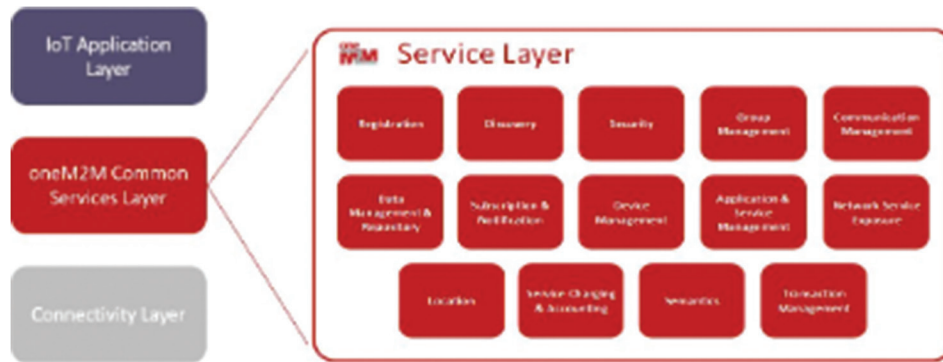 IoT Application
Layer
oneM2M Common
Services Layer
Connectivity Layer
one
M2M
Service Layer
Registration
Discovery
Security
Group
Management
Communication
Management
Data
Management &
Repository
Subscription &
Notification
Device
Management
Application &
Service
Management
Network Service
Exposure
Location
Service Charging
& Accounting
Semantics
Transaction
Management